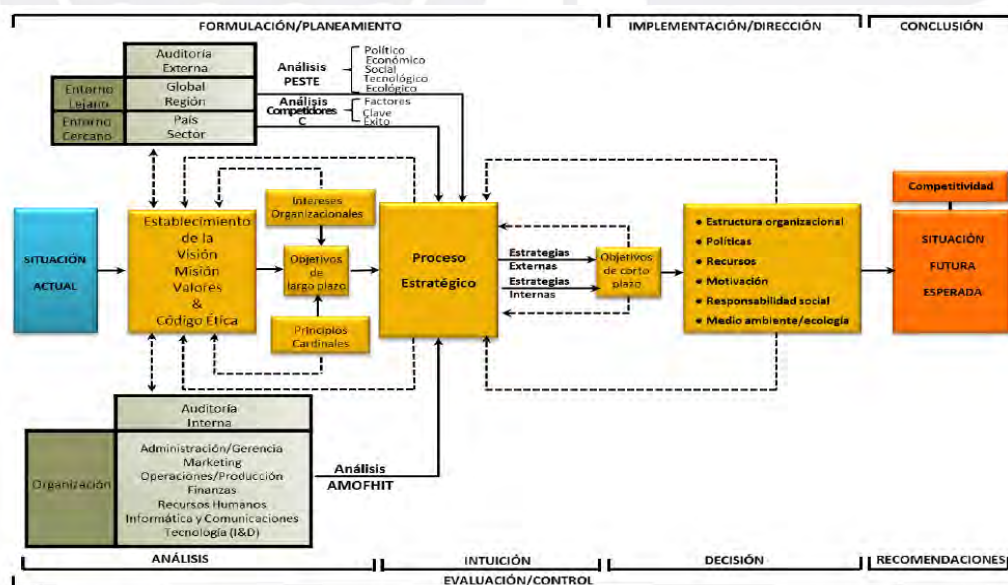 FORMULACIÓN/PLANEAMIENTO
IMPLEMENTACIÓN/DIRECCIÓN
CONCLUSIÓN
Auditoría
Externa
Entorno
Lejano
Global
Región
Entorno
Cercano
País
Sector
Análisis
PESTE
Político
Económico
Social
Tecnológico
Ecológico
Análisis
Competidores
C
Factores
Clave
Éxito
SITUACIÓN
ACTUAL
Establecimiento
de la
Visión
Misión
Valores
&
Código Ética
Intereses
Organizacionales
Objetivos
de
largo plazo
Principios
Cardinales
Proceso
Estratégico
Estrategias
Externas
Estrategias
Internas
Objetivos
de corto
plazo
• Estructura organizacional
• Políticas
• Recursos
• Motivación
• Responsabilidad social
• Medio ambiente/ecología
Competitividad
SITUACIÓN
FUTURA
ESPERADA
Auditoría
Interna
Organización
Administración/Gerencia
Marketing
Operaciones/Producción
Finanzas
Recursos Humanos
Informática y Comunicaciones
Tecnología (I&D)
Análisis
AMOFHIT
ANÁLISIS
INTUICIÓN
DECISIÓN
RECOMENDACIONES
EVALUACIÓN/CONTROL